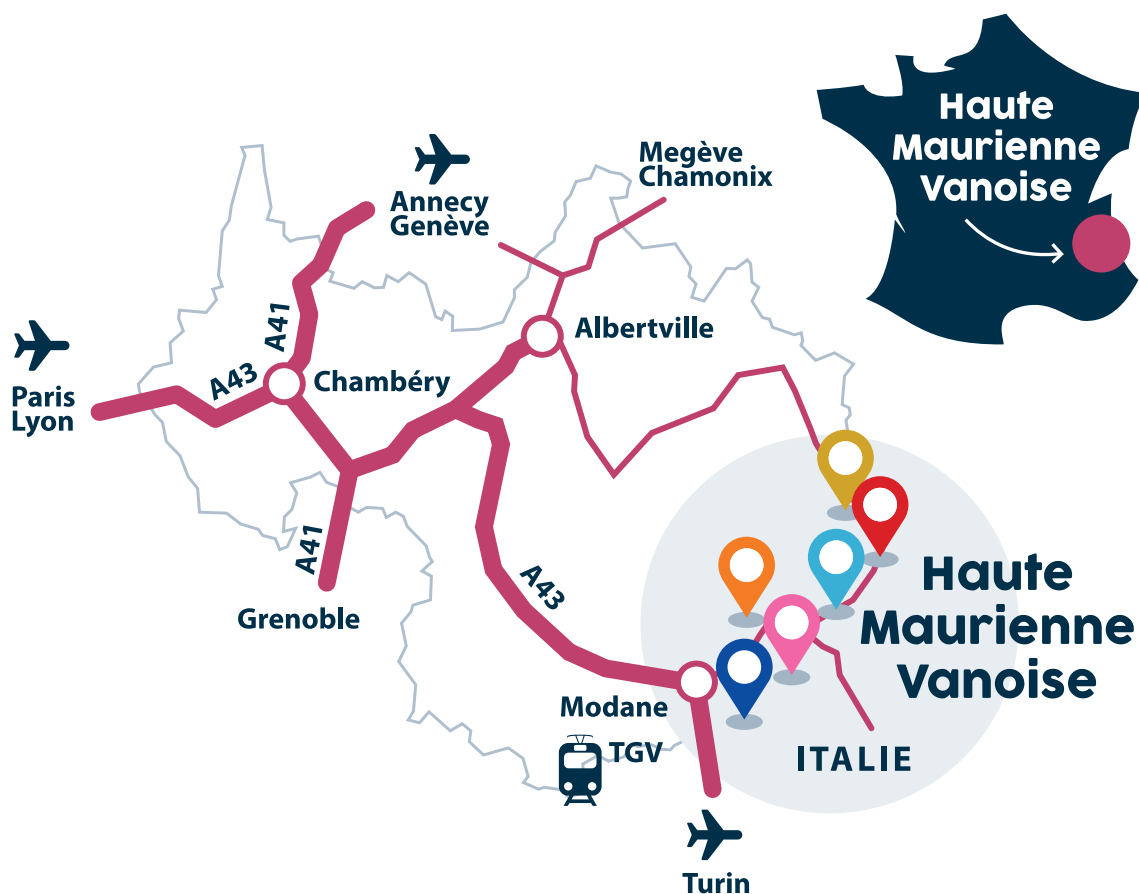 Haute
Maurienne
Vanoise
Megève
Chamonix
Annecy
Genève
A41
Albertville
Paris
Lyon
A43
Chambéry
A41
Grenoble
A43
Haute
Maurienne
Vanoise
Modane
TGV
ITALIE
Turin